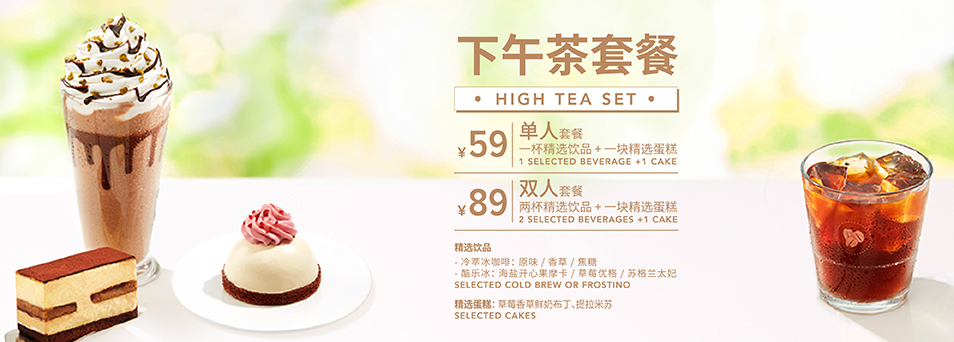 下午茶套餐
• HIGH TEA SET •
¥59 单人套餐
一杯精选饮品 + 一块精选蛋糕
1 SELECTED BEVERAGE +1 CAKE
¥89 双人套餐
两杯精选饮品 + 一块精选蛋糕
2 SELECTED BEVERAGES +1 CAKE
精选饮品
- 冷萃冰咖啡：原味 / 香草 / 焦糖
- 酷乐冰：海盐开心果摩卡 / 草莓优格 / 苏格兰太妃
SELECTED COLD BREW OR FROSTINO
精选蛋糕：草莓香草鲜奶布丁、提拉米苏
SELECTED CAKES